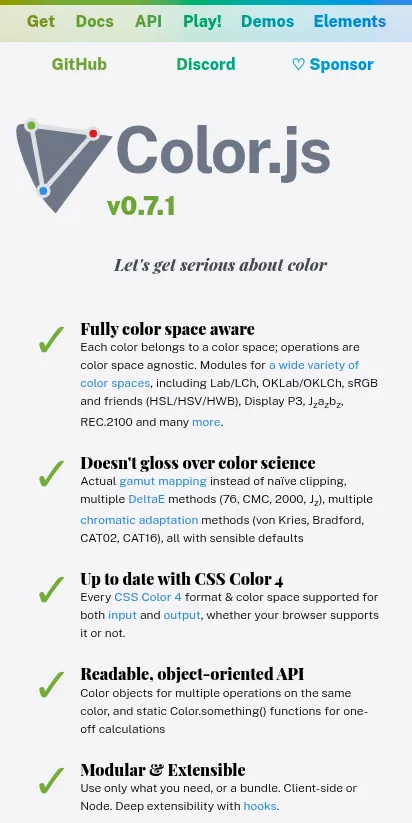 Get Docs API Play! Demos Elements
GitHub Discord ♡ Sponsor
Color.js
v0.7.1
Let's get serious about color
✓ Fully color space aware
Each color belongs to a color space; operations are
color space agnostic. Modules for a wide variety of
color spaces, including Lab/LCh, OKLab/OKLCh, sRGB
and friends (HSL/HSV/HWB), Display P3, Jzazbz,
REC.2100 and many more.
✓ Doesn't gloss over color science
Actual gamut mapping instead of naïve clipping,
multiple DeltaE methods (76, CMC, 2000, Jz), multiple
chromatic adaptation methods (von Kries, Bradford,
CAT02, CAT16), all with sensible defaults
✓ Up to date with CSS Color 4
Every CSS Color 4 format & color space supported for
both input and output, whether your browser supports
it or not.
✓ Readable, object-oriented API
Color objects for multiple operations on the same
color, and static Color.something() functions for one-
off calculations
✓ Modular & Extensible
Use only what you need, or a bundle. Client-side or
Node. Deep extensibility with hooks.